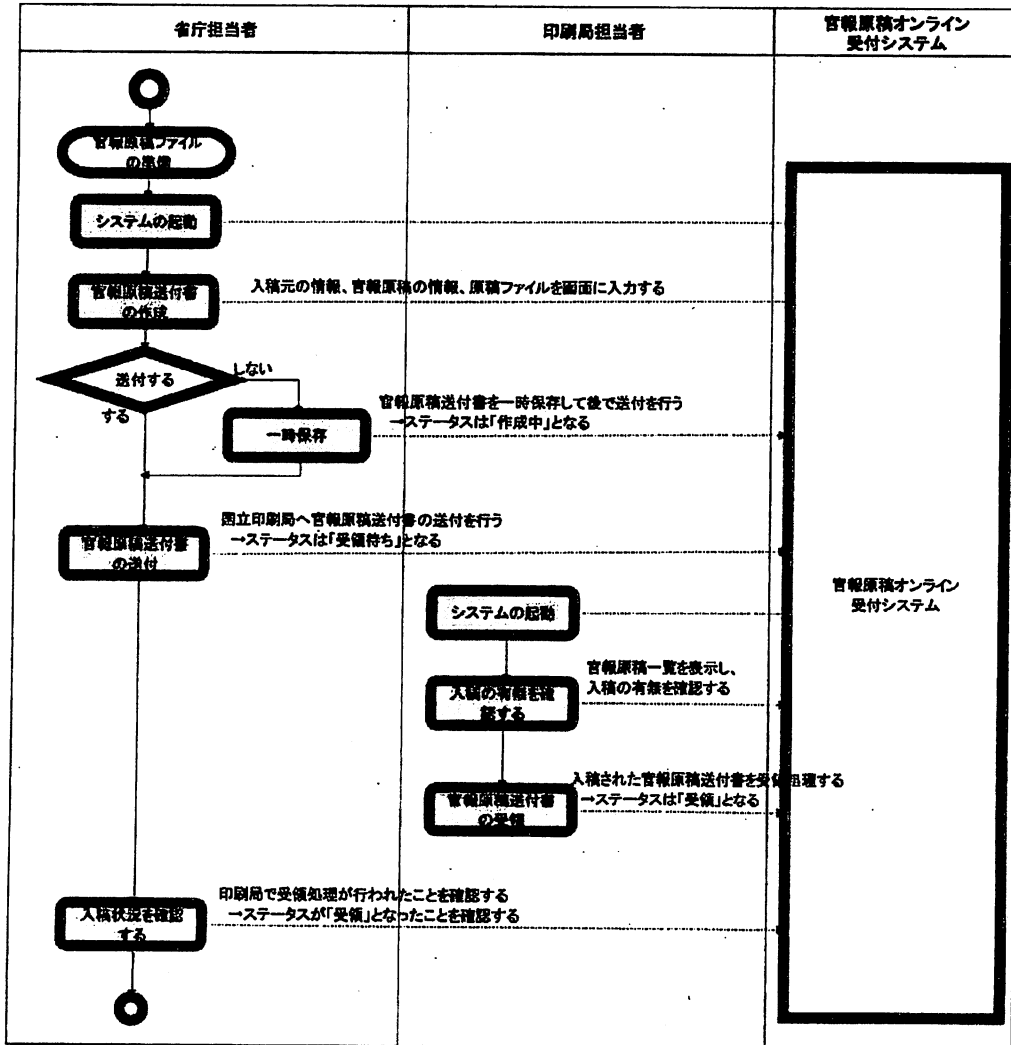 省庁担当者
印刷局担当者
官報原稿オンライン
受付システム
官報原稿ファイル
の準備
システムの起動
官報原稿送付書
の作成
入稿元の情報、官報原稿の情報、原稿ファイルを画面に入力する
送付する
しない
する
一時保存
官報原稿送付書を一時保存して後で送付を行う
→ステータスは「作成中」となる
国立印刷局へ官報原稿送付書の送付を行う
→ステータスは「受領待ち」となる
官報原稿送付書
の送付
システムの起動
官報原稿オンライン
受付システム
入稿の有無を確
認する
官報原稿一覧を表示し、
入稿の有無を確認する
入稿された官報原稿送付書を受領処理する
→ステータスは「受領」となる
官報原稿送付書
の受領
印刷局で受領処理が行われたことを確認する
→ステータスが「受領」となったことを確認する
入稿状況を確認
する